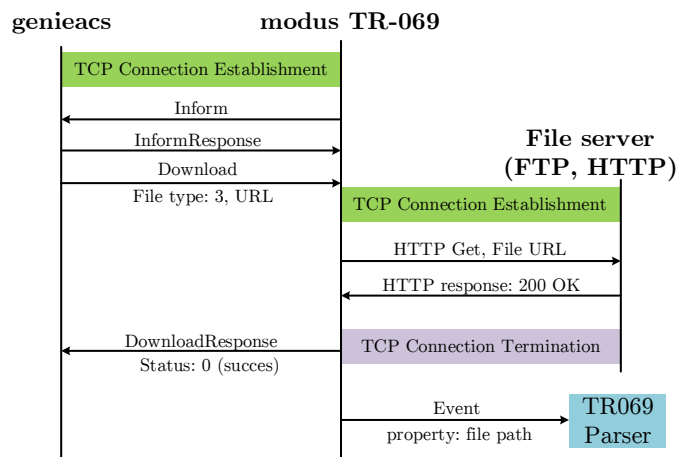 genieacs
modus TR-069
TCP Connection Establishment
Inform
InformResponse
Download
File type: 3, URL
File server
(FTP, HTTP)
TCP Connection Establishment
HTTP Get, File URL
HTTP response: 200 OK
DownloadResponse
Status: 0 (succes)
TCP Connection Termination
Event
property: file path
TR069
Parser